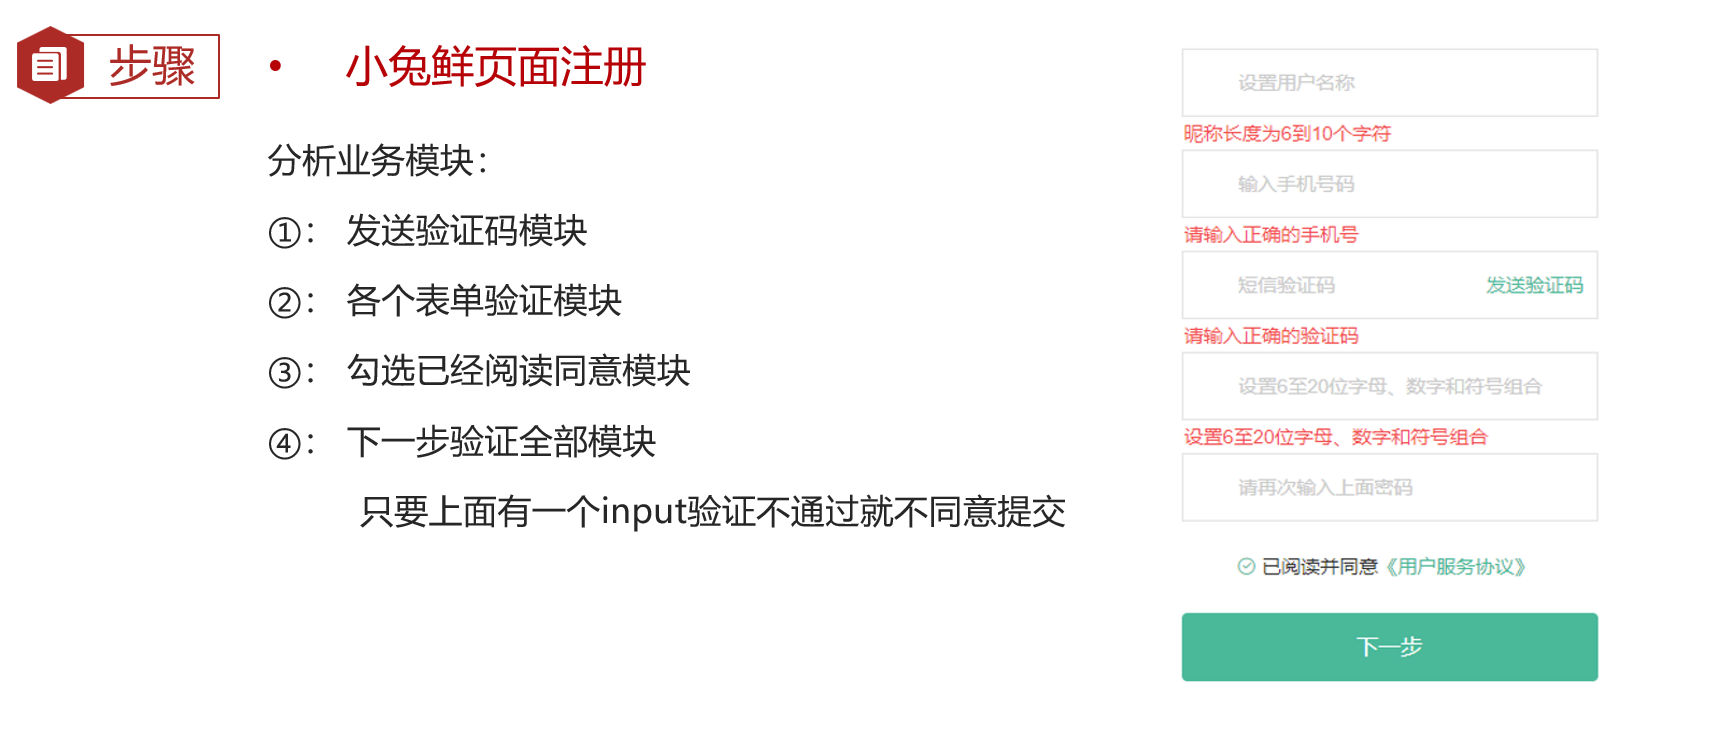 步骤
• 小兔鲜页面注册
分析业务模块：
①： 发送验证码模块
②： 各个表单验证模块
③： 勾选已经阅读同意模块
④： 下一步验证全部模块
只要上面有一个input验证不通过就不同意提交
设置用户名称
昵称长度为6到10个字符
输入手机号码
请输入正确的手机号
短信验证码 发送验证码
请输入正确的验证码
设置6至20位字母、数字和符号组合
设置6至20位字母、数字和符号组合
请再次输入上面密码
已阅读并同意《用户服务协议》
下一步